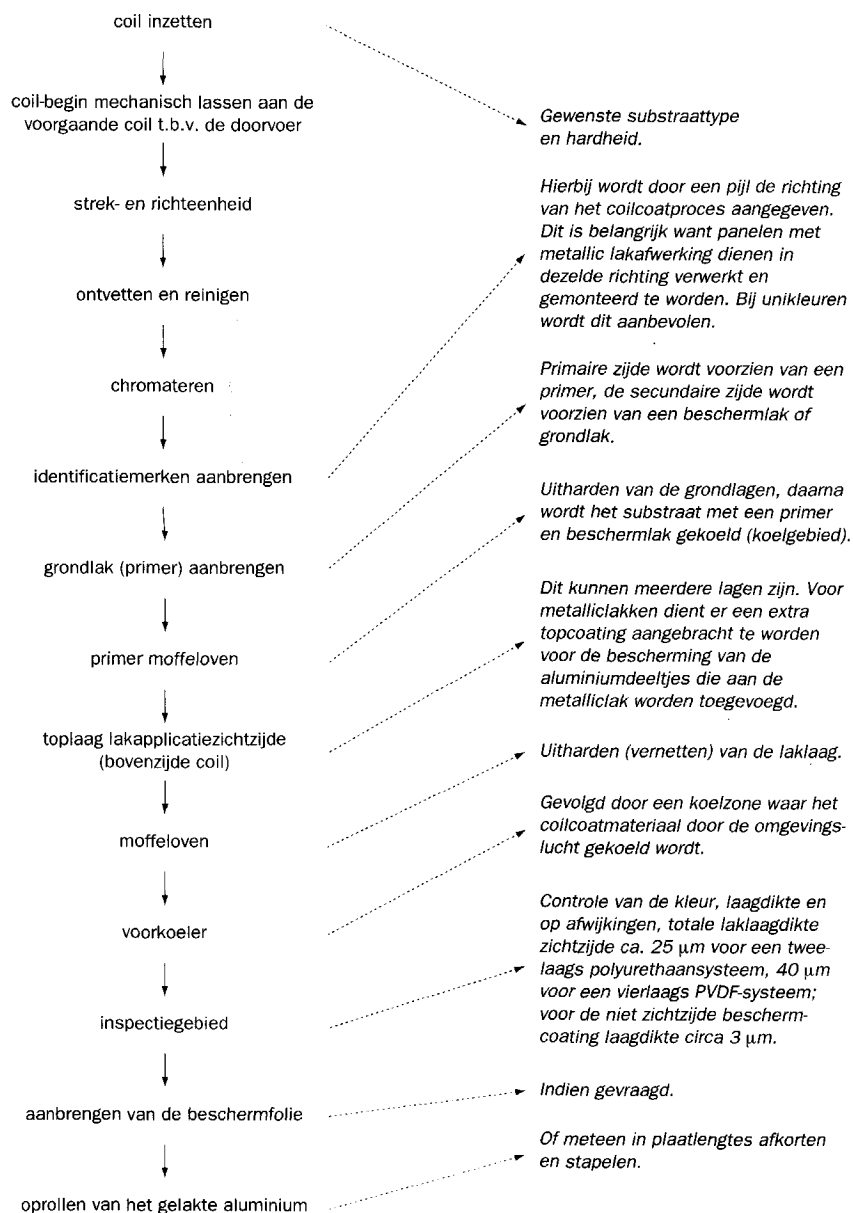 coil inzetten
coil-begin mechanisch lassen aan de
voorgaande coil t.b.v. de doorvoer
strek- en richteenheid
ontvetten en reinigen
chromateren
identificatiemerken aanbrengen
grondlak (primer) aanbrengen
primer moffeloven
toplaag lakapplicatiezichtzijde
(bovenzijde coil)
moffeloven
voorkoeler
inspectiegebied
aanbrengen van de beschermfolie
oprollen van het gelakte aluminium
Gewenste substraattype
en hardheid.
Hierbij wordt door een pijl de richting
van het coilcoatproces aangegeven.
Dit is belangrijk want panelen met
metallic lakafwerking dienen in
dezelde richting verwerkt en
gemonteerd te worden. Bij unikleuren
wordt dit aanbevolen.
Primaire zijde wordt voorzien van een
primer, de secundaire zijde wordt
voorzien van een beschermlak of
grondlak.
Uitharden van de grondlagen, daarna
wordt het substraat met een primer
en beschermlak gekoeld (koelgebied).
Dit kunnen meerdere lagen zijn. Voor
metalliclakken dient er een extra
topcoating aangebracht te worden
voor de bescherming van de
aluminiumdeeltjes die aan de
metalliclak worden toegevoegd.
Uitharden (vernetten) van de laklaag.
Gevolgd door een koelzone waar het
coilcoatmateriaal door de omgevings-
lucht gekoeld wordt.
Controle van de kleur, laagdikte en
op afwijkingen, totale laklaagdikte
zichtzijde ca. 25 μm voor een twee-
laags polyurethaansysteem, 40 μm
voor een vierlaags PVDF-systeem;
voor de niet zichtzijde bescherm-
coating laagdikte circa 3 μm.
Indien gevraagd.
Of meteen in plaatlengtes afkorten
en stapelen.